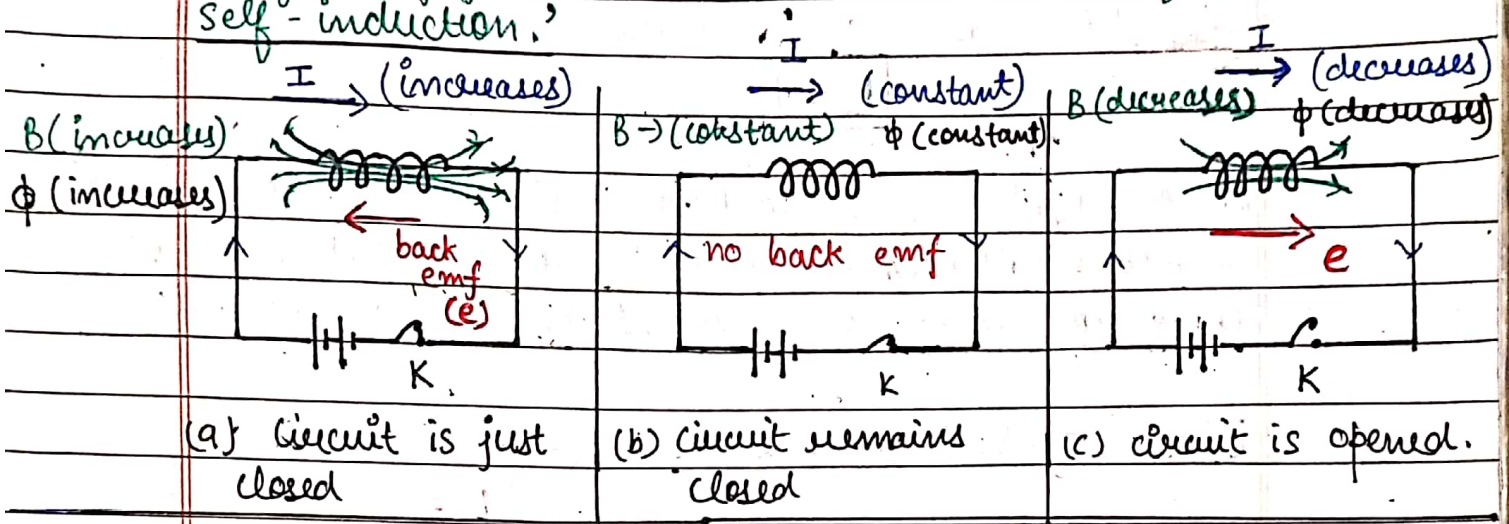 self-induction.'
I
(increases)
B (increases)
ϕ (increases)
back
emf
(e)
K
(a) Circuit is just
closed
I
(constant)
B → (constant) ϕ (constant).
no back emf
K
(b) Circuit remains
closed
I
(decreases)
B (decreases) ϕ (decreases)
e
K
(c) circuit is opened.